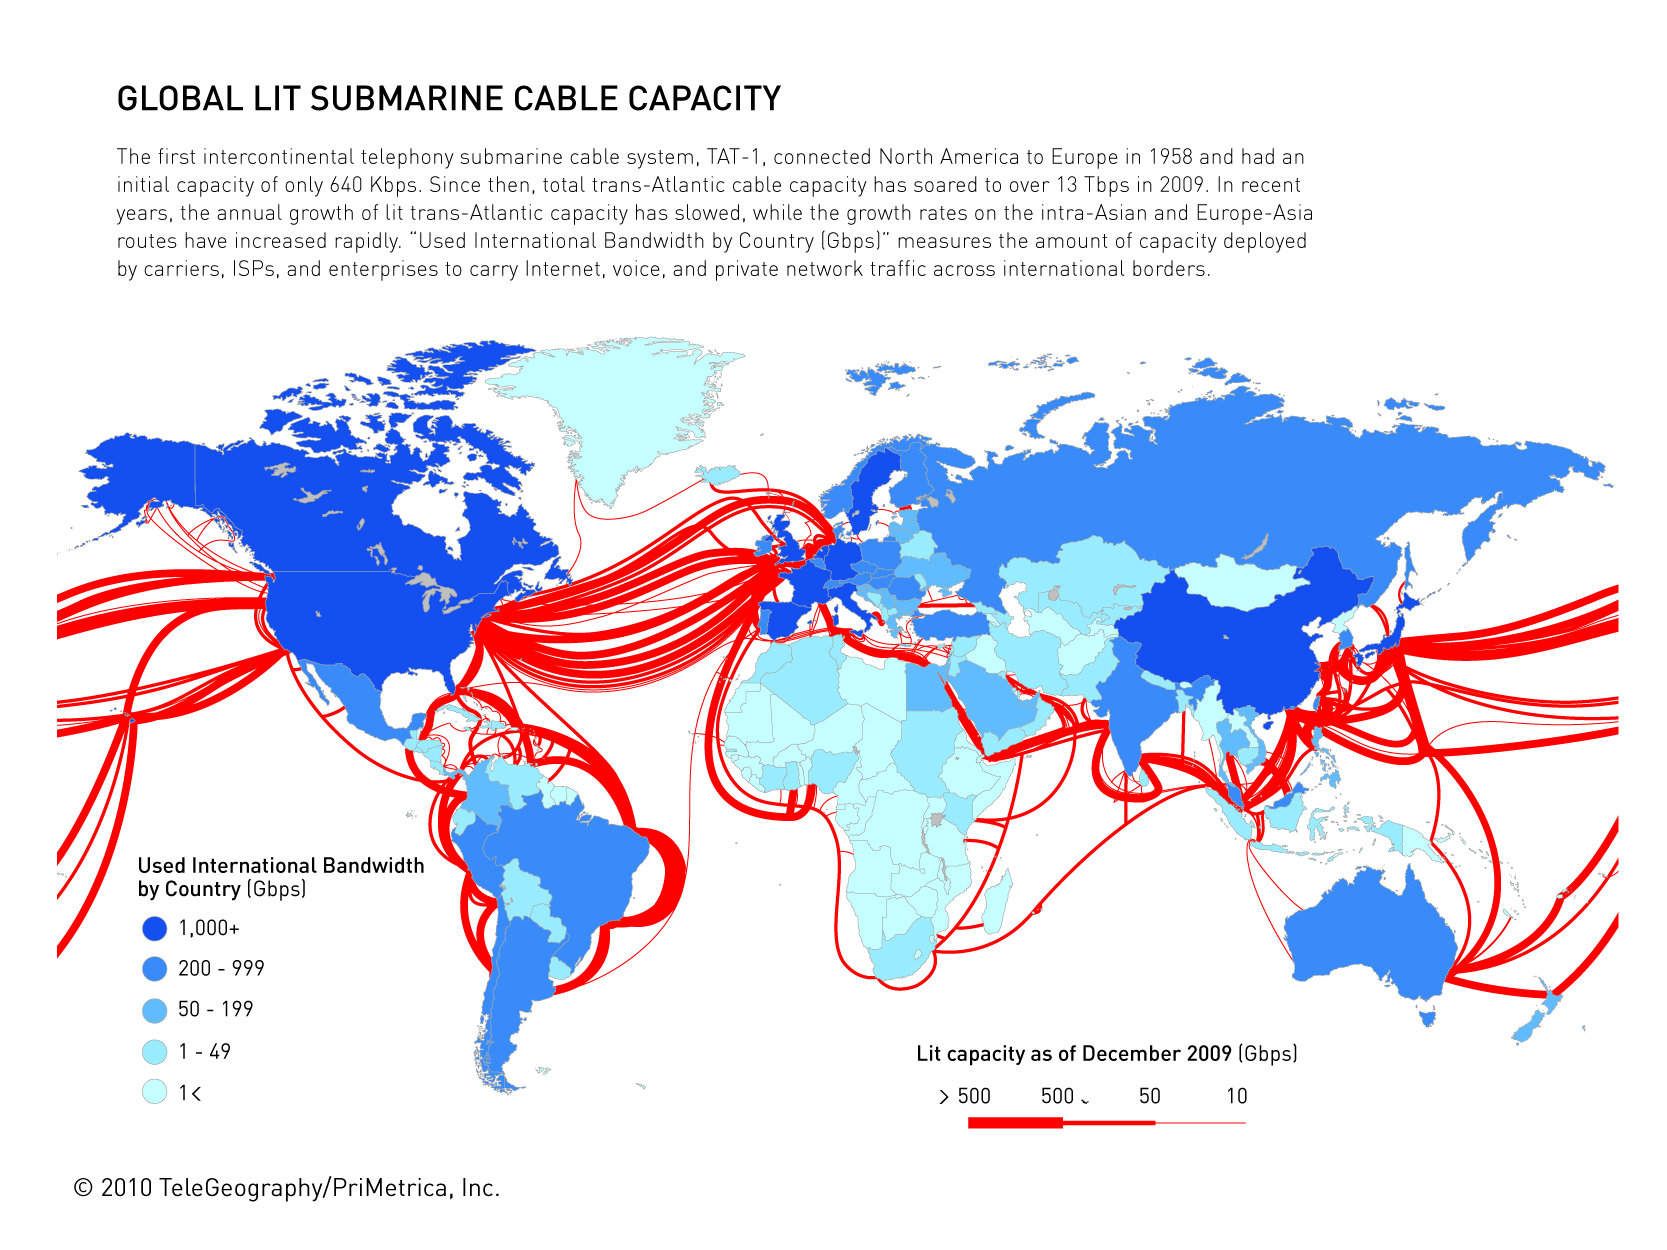 GLOBAL LIT SUBMARINE CABLE CAPACITY
The first intercontinental telephony submarine cable system, TAT-1, connected North America to Europe in 1958 and had an
initial capacity of only 640 Kbps. Since then, total trans-Atlantic cable capacity has soared to over 13 Tbps in 2009. In recent
years, the annual growth of lit trans-Atlantic capacity has slowed, while the growth rates on the intra-Asian and Europe-Asia
routes have increased rapidly. “Used International Bandwidth by Country (Gbps)” measures the amount of capacity deployed
by carriers, ISPs, and enterprises to carry Internet, voice, and private network traffic across international borders.
Used International Bandwidth
by Country (Gbps)
1,000+
200 - 999
50 - 199
1 - 49
1<
Lit capacity as of December 2009 (Gbps)
> 500 500 50 10
© 2010 TeleGeography/PriMetrica, Inc.